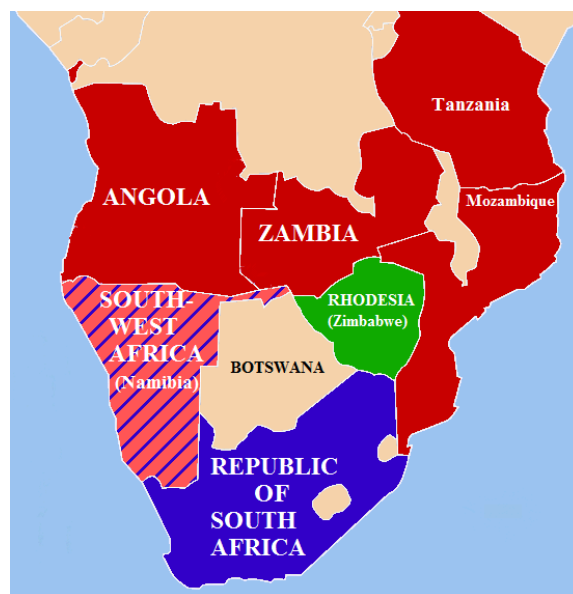 Tanzania
ANGOLA
Mozambique
ZAMBIA
SOUTH-
WEST
AFRICA
(Namibia)
RHODESIA
(Zimbabwe)
BOTSWANA
REPUBLIC
OF
SOUTH
AFRICA